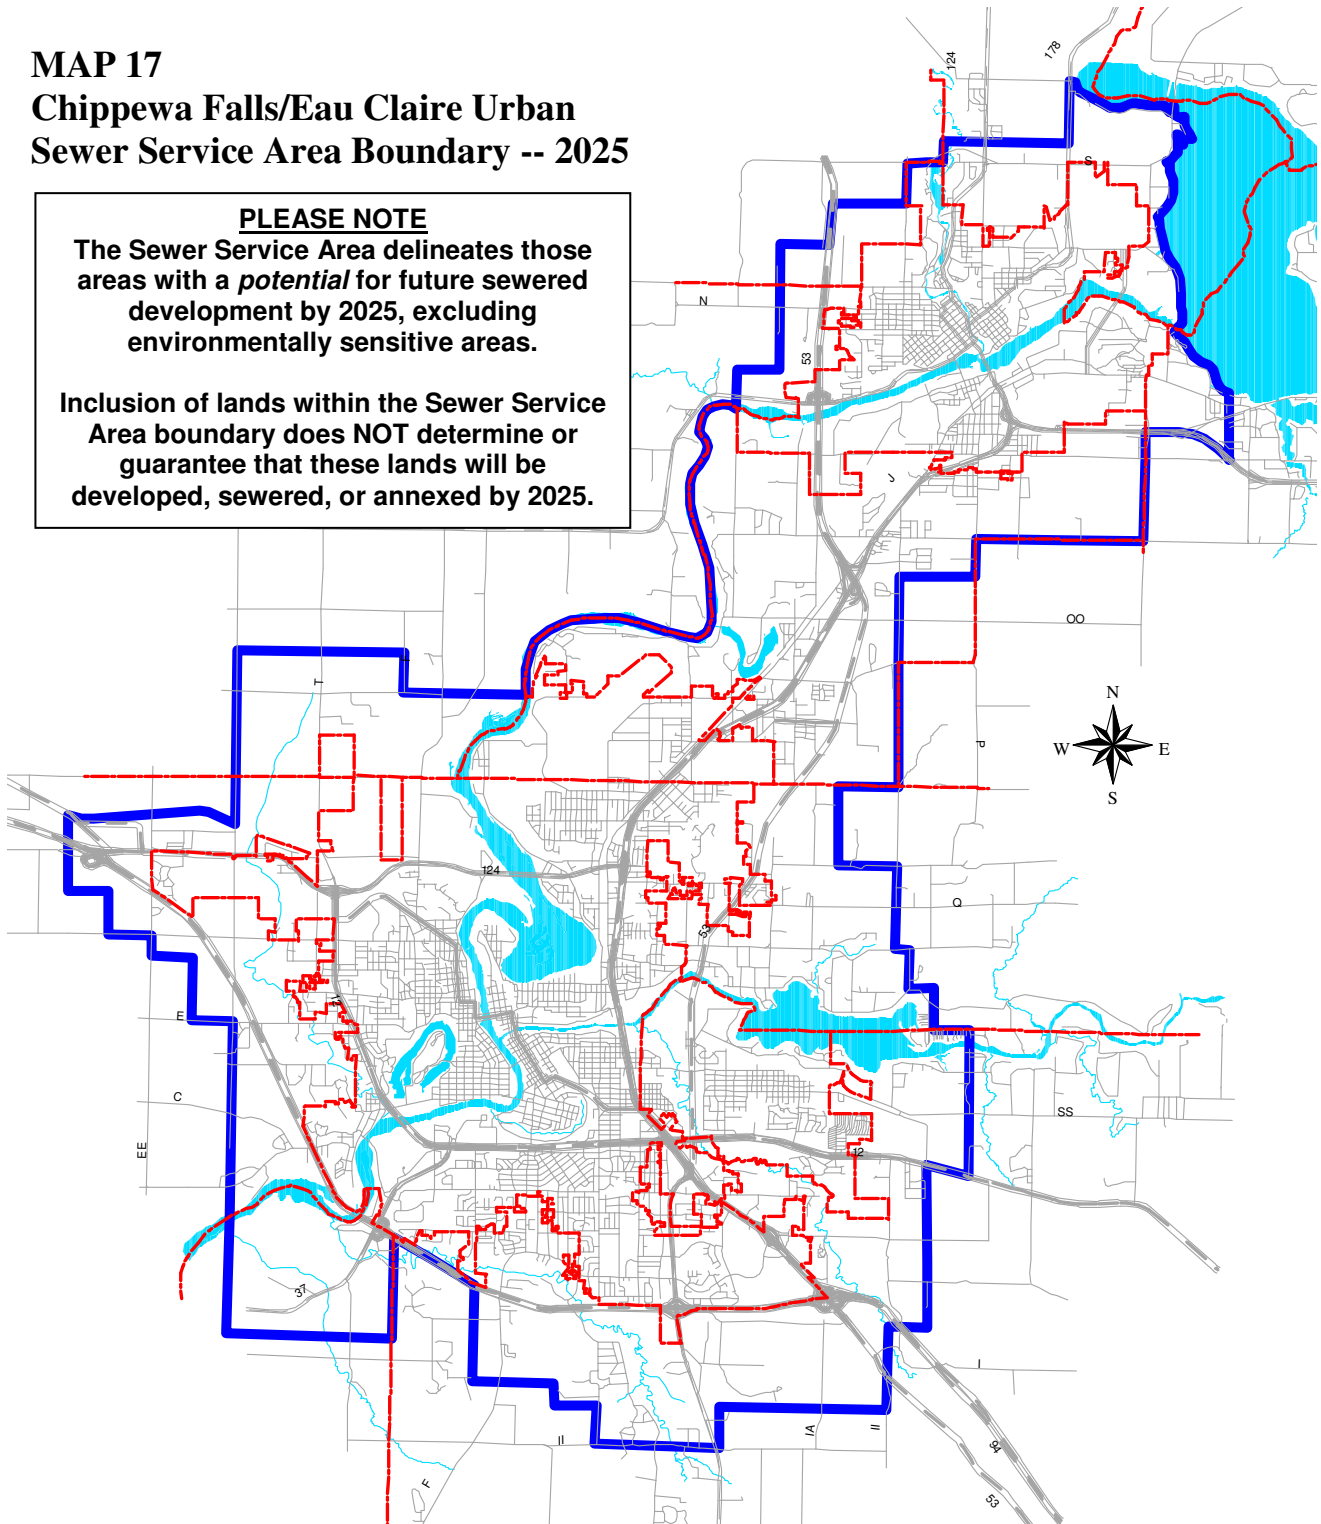 MAP 17
Chippewa Falls/Eau Claire Urban
Sewer Service Area Boundary -- 2025
PLEASE NOTE
The Sewer Service Area delineates those
areas with a potential for future sewered
development by 2025, excluding
environmentally sensitive areas.
Inclusion of lands within the Sewer Service
Area boundary does NOT determine or
guarantee that these lands will be
developed, sewered, or annexed by 2025.
124
178
S
N
53
J
OO
T
P
N
W
E
S
124
Q
53
12
E
C
SS
EE
12
37
I
IA
II
II
F
94
53